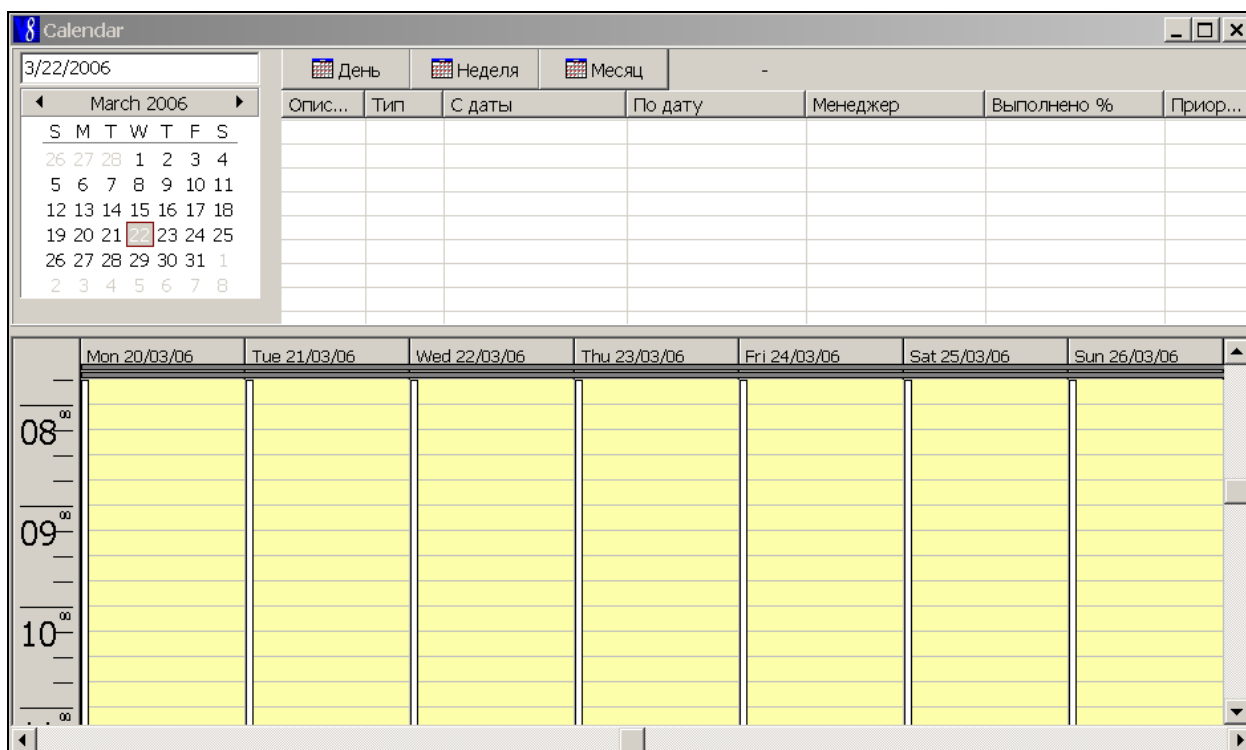 Calendar
3/22/2006
День Неделя Месяц -
March 2006
Опис... Тип С даты По дату Менеджер Выполнено % Приор...
S M T W T F S
26 27 28 1 2 3 4
5 6 7 8 9 10 11
12 13 14 15 16 17 18
19 20 21 22 23 24 25
26 27 28 29 30 31 1
2 3 4 5 6 7 8
Mon 20/03/06 Tue 21/03/06 Wed 22/03/06 Thu 23/03/06 Fri 24/03/06 Sat 25/03/06 Sun 26/03/06
08 00
09 00
10 00
00